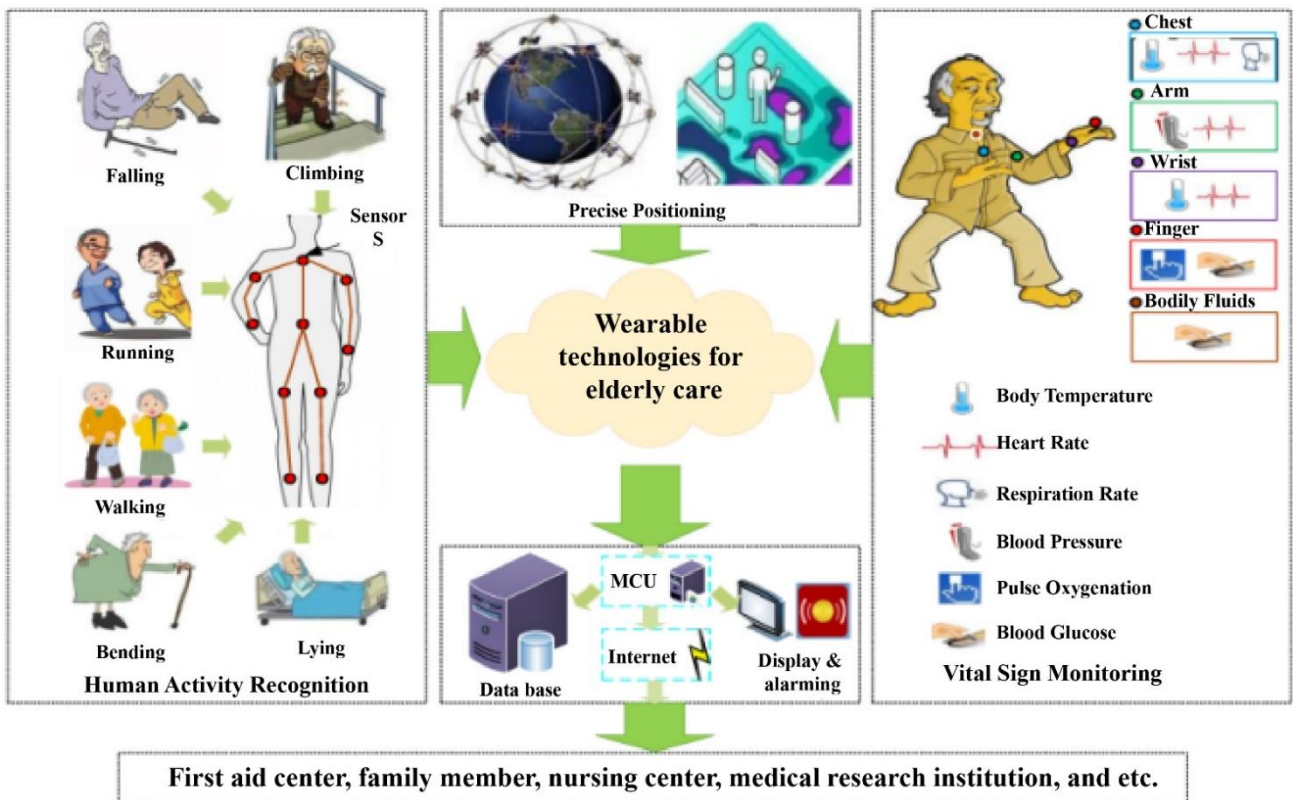 Falling
Climbing
Sensor
S
Running
Walking
Bending
Lying
Human Activity Recognition
Precise Positioning
Wearable
technologies for
elderly care
MCU
Internet
Data base
Display &
alarming
Chest
Arm
Wrist
Finger
Bodily Fluids
Body Temperature
Heart Rate
Respiration Rate
Blood Pressure
Pulse Oxygenation
Blood Glucose
Vital Sign Monitoring
First aid center, family member, nursing center, medical research institution, and etc.